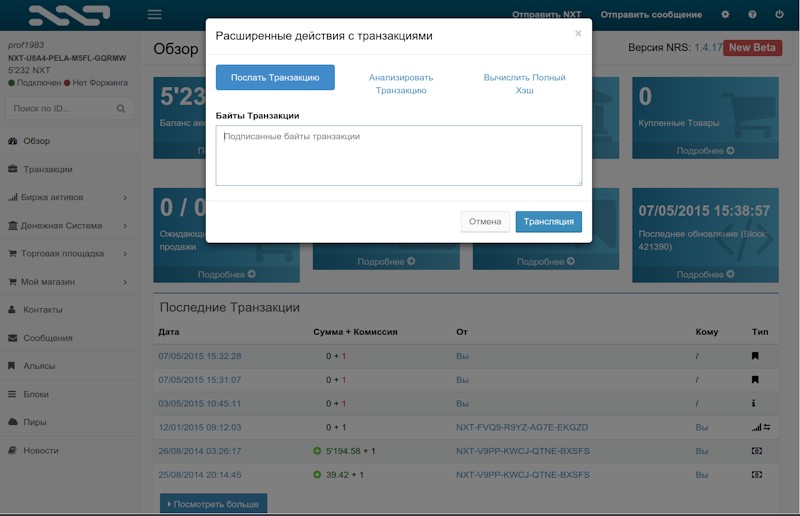 Отправить NXT
Отправить сообщение
prof1983
NXT-U8A4-PELA-M5FL-GQRMW
5'232 NXT
Подключен
Нет Форжинга
Поиск по ID...
Обзор
Транзакции
Биржа активов
Денежная Система
Торговая площадка
Мой магазин
Контакты
Сообщения
Альясы
Блоки
Пиры
Новости
Обзор
Версия NRS: 1.4.17
New Beta
Расширенные действия с транзакциями
×
Послать Транзакцию
Анализировать
Транзакцию
Вычислить Полный
Хэш
Байты Транзакции
Подписанные байты транзакции
Отмена
Трансляция
5'23
0
Купленные Товары
Подробнее
0 / 0
продажи
Подробнее
Подробнее
Подробнее
07/05/2015 15:38:57
Последнее обновление (Block:
421390)
Подробнее
Последние Транзакции
Дата Сумма + Комиссия От Кому Тип
07/05/2015 15:32:28 0 + 1 Вы /
07/05/2015 15:31:07 0 + 1 Вы /
03/05/2015 10:45:11 0 + 1 Вы /
12/01/2015 09:12:03 0 + 1 NXT-FVQ9-R9YZ-AG7E-EKGZD Вы
26/08/2014 03:26:17 5'194.58 + 1 NXT-V9PP-KWCJ-QTNE-BXSFS Вы
25/08/2014 20:14:45 39.42 + 1 NXT-V9PP-KWCJ-QTNE-BXSFS Вы
Посмотреть больше